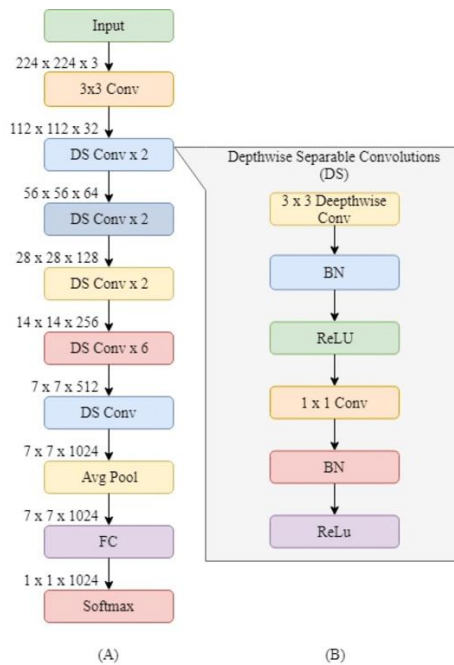 Input
224 x 224 x 3
3x3 Conv
112 x 112 x 32
DS Conv x 2
56 x 56 x 64
DS Conv x 2
28 x 28 x 128
DS Conv x 2
14 x 14 x 256
DS Conv x 6
7 x 7 x 512
DS Conv
7 x 7 x 1024
Avg Pool
7 x 7 x 1024
FC
1 x 1 x 1024
Softmax
(A)
Depthwise Separable Convolutions
(DS)
3 x 3 Deepthwise
Conv
BN
ReLU
1 x 1 Conv
BN
ReLu
(B)